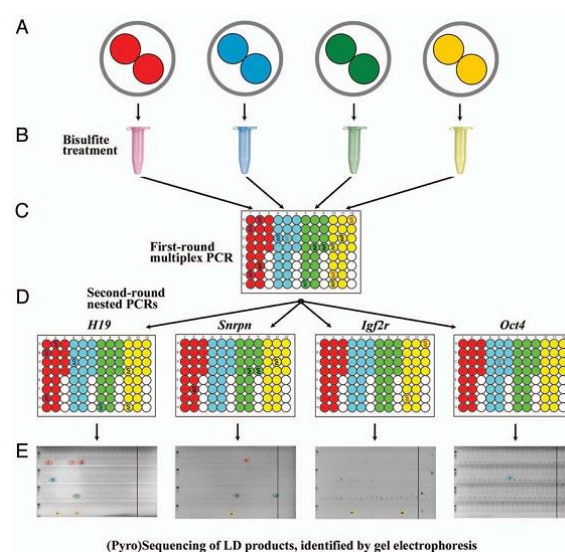 A
B
Bisulfite
treatment
C
First-round
multiplex PCR
D
Second-round
nested PCRs
H19 Snrpn Igf2r Oct4
E
(Pyro)Sequencing of LD products, identified by gel electrophoresis